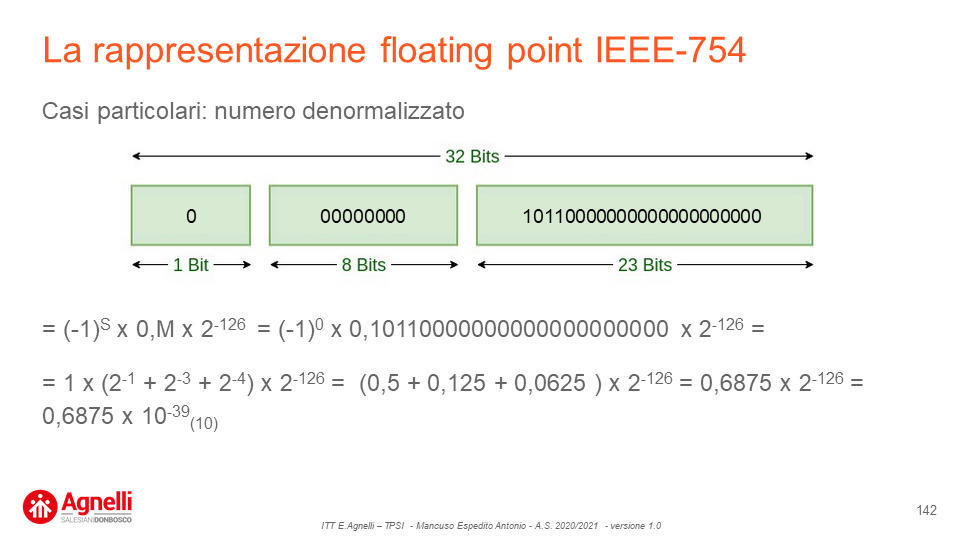 La rappresentazione floating point IEEE-754
Casi particolari: numero denormalizzato
32 Bits
0 00000000 10110000000000000000000
1 Bit 8 Bits 23 Bits
= (-1)^S x 0,M x 2^-126 = (-1)^0 x 0,10110000000000000000000 x 2^-126 =
= 1 x (2^-1 + 2^-3 + 2^-4) x 2^-126 = (0,5 + 0,125 + 0,0625 ) x 2^-126 = 0,6875 x 2^-126 =
0,6875 x 10^-39_(10)
Agnelli
SALESIANI DONBOSCO
142
ITT E.Agnelli – TPSI - Mancuso Espedito Antonio - A.S. 2020/2021 - versione 1.0